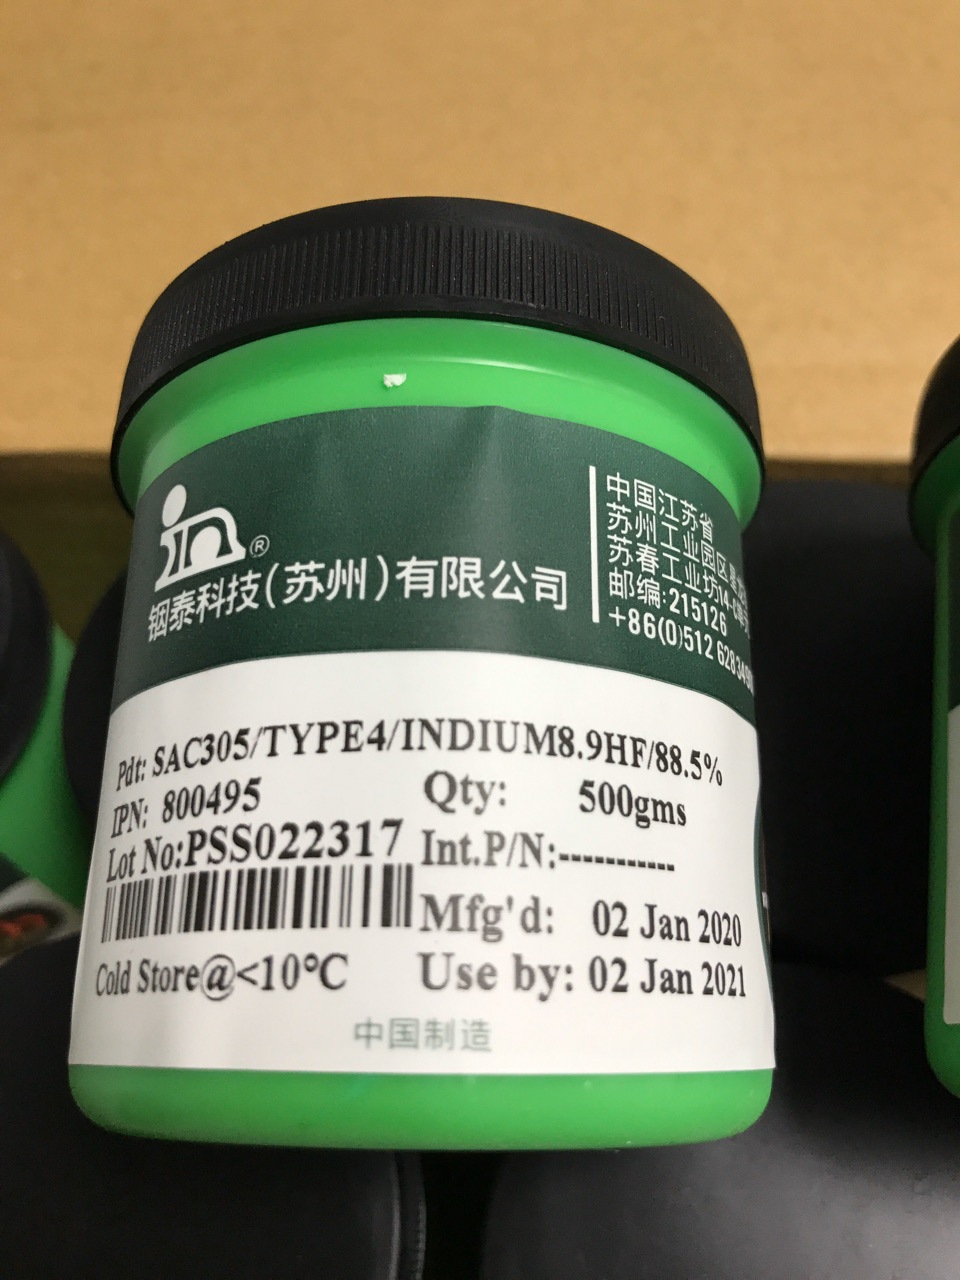 in®
铟泰科技(苏州)有限公司
中国江苏省
苏州工业园区
苏春工业坊14-
邮编:215126
+86(0)512 6283
Pdt: SAC305/TYPE4/INDIUM8.9HF/88.5%
IPN: 800495
Qty: 500gms
Lot No:PSS022317
Int.P/N:-----------
Mfg'd: 02 Jan 2020
Cold Store@<10°C
Use by: 02 Jan 2021
中国制造